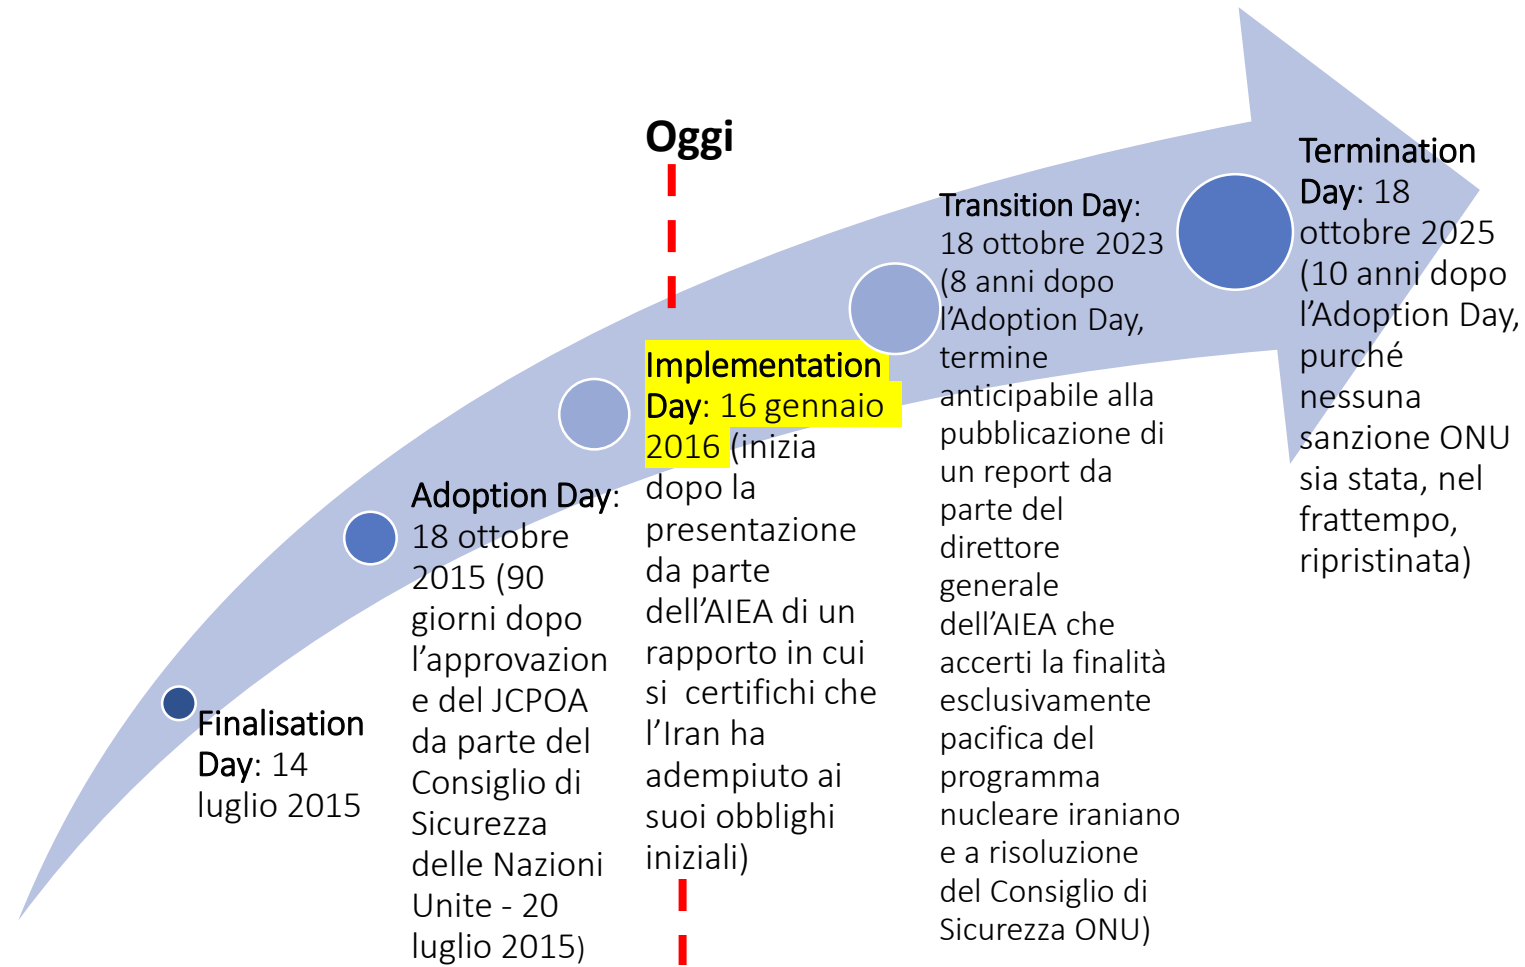 Oggi
Finalisation
Day: 14
luglio 2015
Adoption Day:
18 ottobre
2015 (90
giorni dopo
l’approvazion
e del JCPOA
da parte del
Consiglio di
Sicurezza
delle Nazioni
Unite - 20
luglio 2015)
Implementation
Day: 16 gennaio
2016 (inizia
dopo la
presentazione
da parte
dell’AIEA di un
rapporto in cui
si  certifichi che
l’Iran ha
adempiuto ai
suoi obblighi
iniziali)
Transition Day:
18 ottobre 2023
(8 anni dopo
l’Adoption Day,
termine
anticipabile alla
pubblicazione di
un report da
parte del
direttore
generale
dell’AIEA che
accerti la finalità
esclusivamente
pacifica del
programma
nucleare iraniano
e a risoluzione
del Consiglio di
Sicurezza ONU)
Termination
Day: 18
ottobre 2025
(10 anni dopo
l’Adoption Day,
purché
nessuna
sanzione ONU
sia stata, nel
frattempo,
ripristinata)